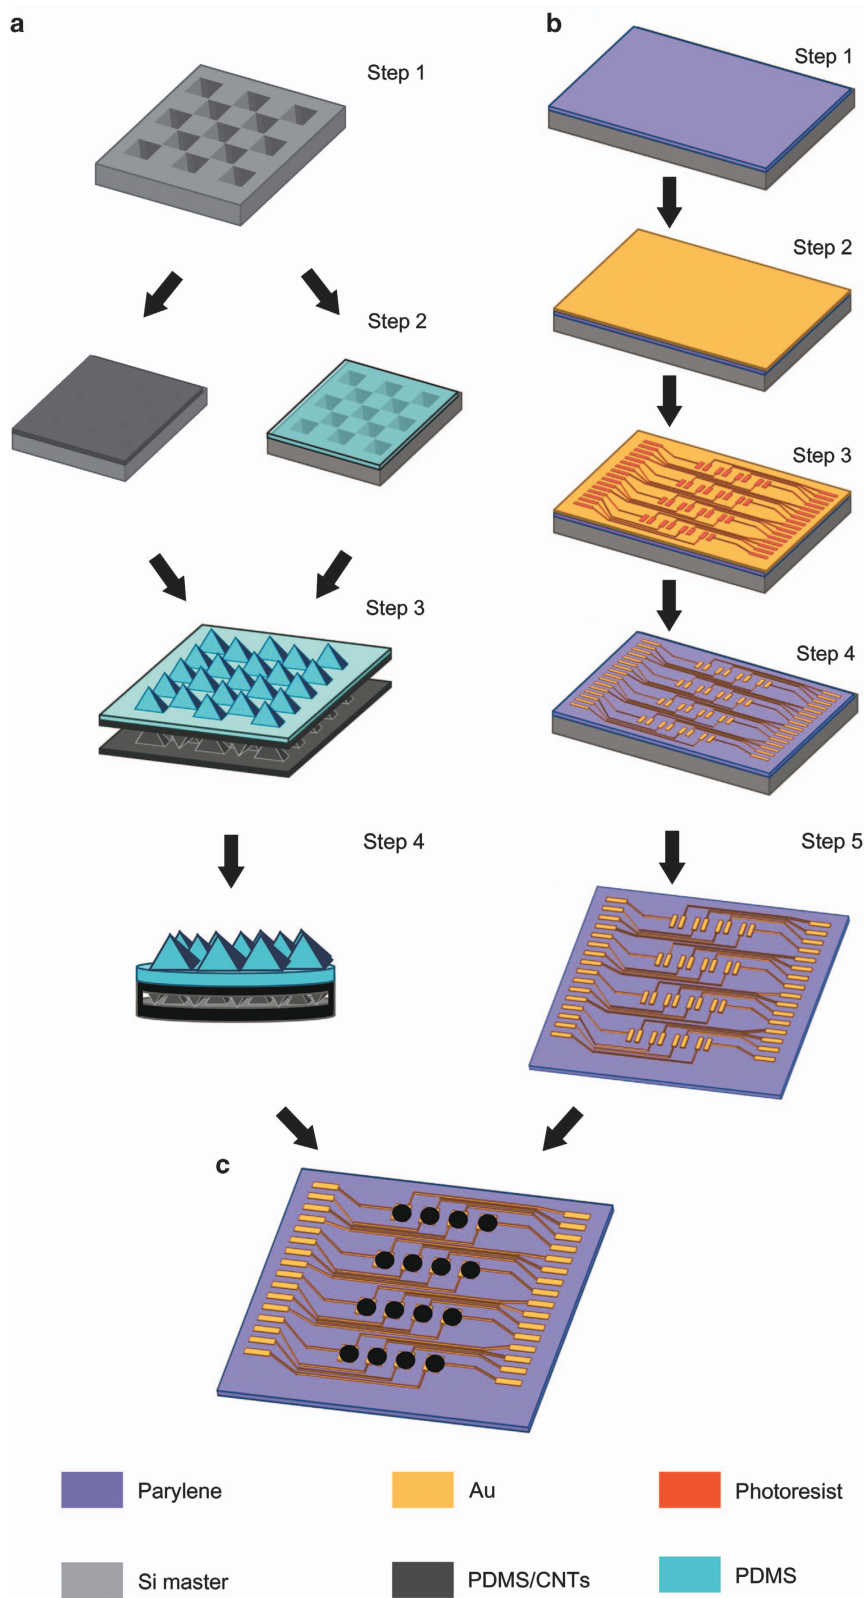 a
Step 1
Step 2
Step 3
Step 4
b
Step 1
Step 2
Step 3
Step 4
Step 5
c
Parylene
Au
Photoresist
Si master
PDMS/CNTs
PDMS